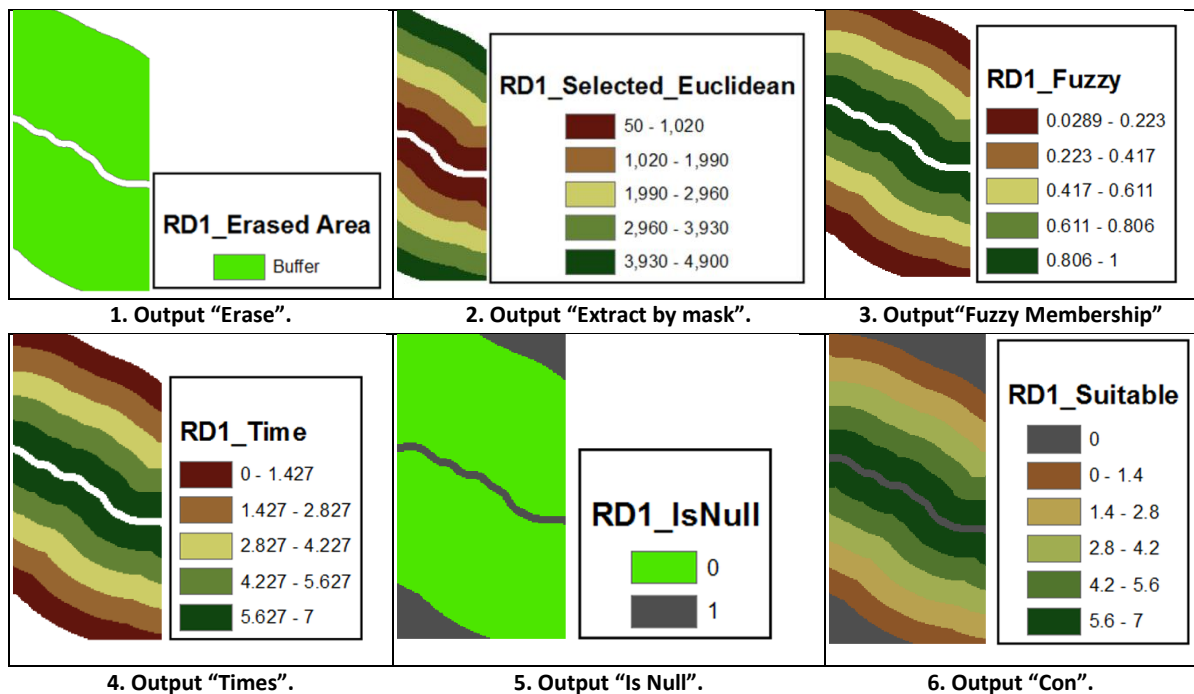 RD1_Erased Area
Buffer
RD1_Selected_Euclidean
50 - 1,020
1,020 - 1,990
1,990 - 2,960
2,960 - 3,930
3,930 - 4,900
RD1_Fuzzy
0.0289 - 0.223
0.223 - 0.417
0.417 - 0.611
0.611 - 0.806
0.806 - 1
1. Output “Erase”.
2. Output “Extract by mask”.
3. Output“Fuzzy Membership”
RD1_Time
0 - 1.427
1.427 - 2.827
2.827 - 4.227
4.227 - 5.627
5.627 - 7
RD1_IsNull
0
1
RD1_Suitable
0
0 - 1.4
1.4 - 2.8
2.8 - 4.2
4.2 - 5.6
5.6 - 7
4. Output “Times”.
5. Output “Is Null”.
6. Output “Con”.